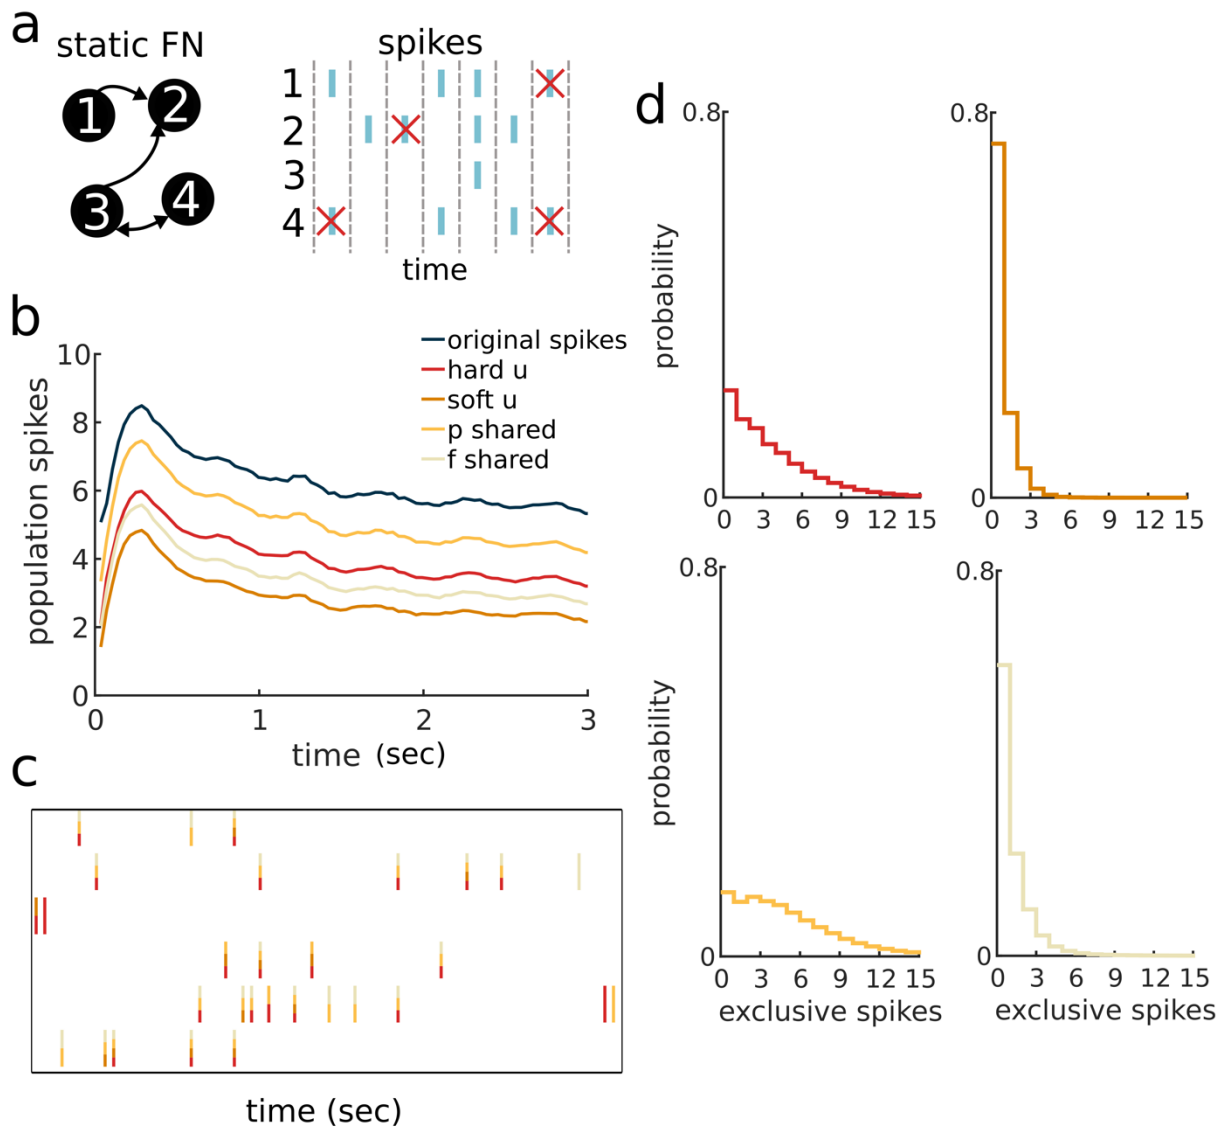 a
static FN
1
2
3
4
spikes
1
2
3
4
time
b
10
8
6
4
2
0
population spikes
original spikes
hard u
soft u
p shared
f shared
0 1 2 3
time (sec)
c
time (sec)
d
0.8
probability
0
0 3 6 9 12 15
0.8
0
0 3 6 9 12 15
0.8
probability
0
0 3 6 9 12 15
exclusive spikes
0.8
0
0 3 6 9 12 15
exclusive spikes